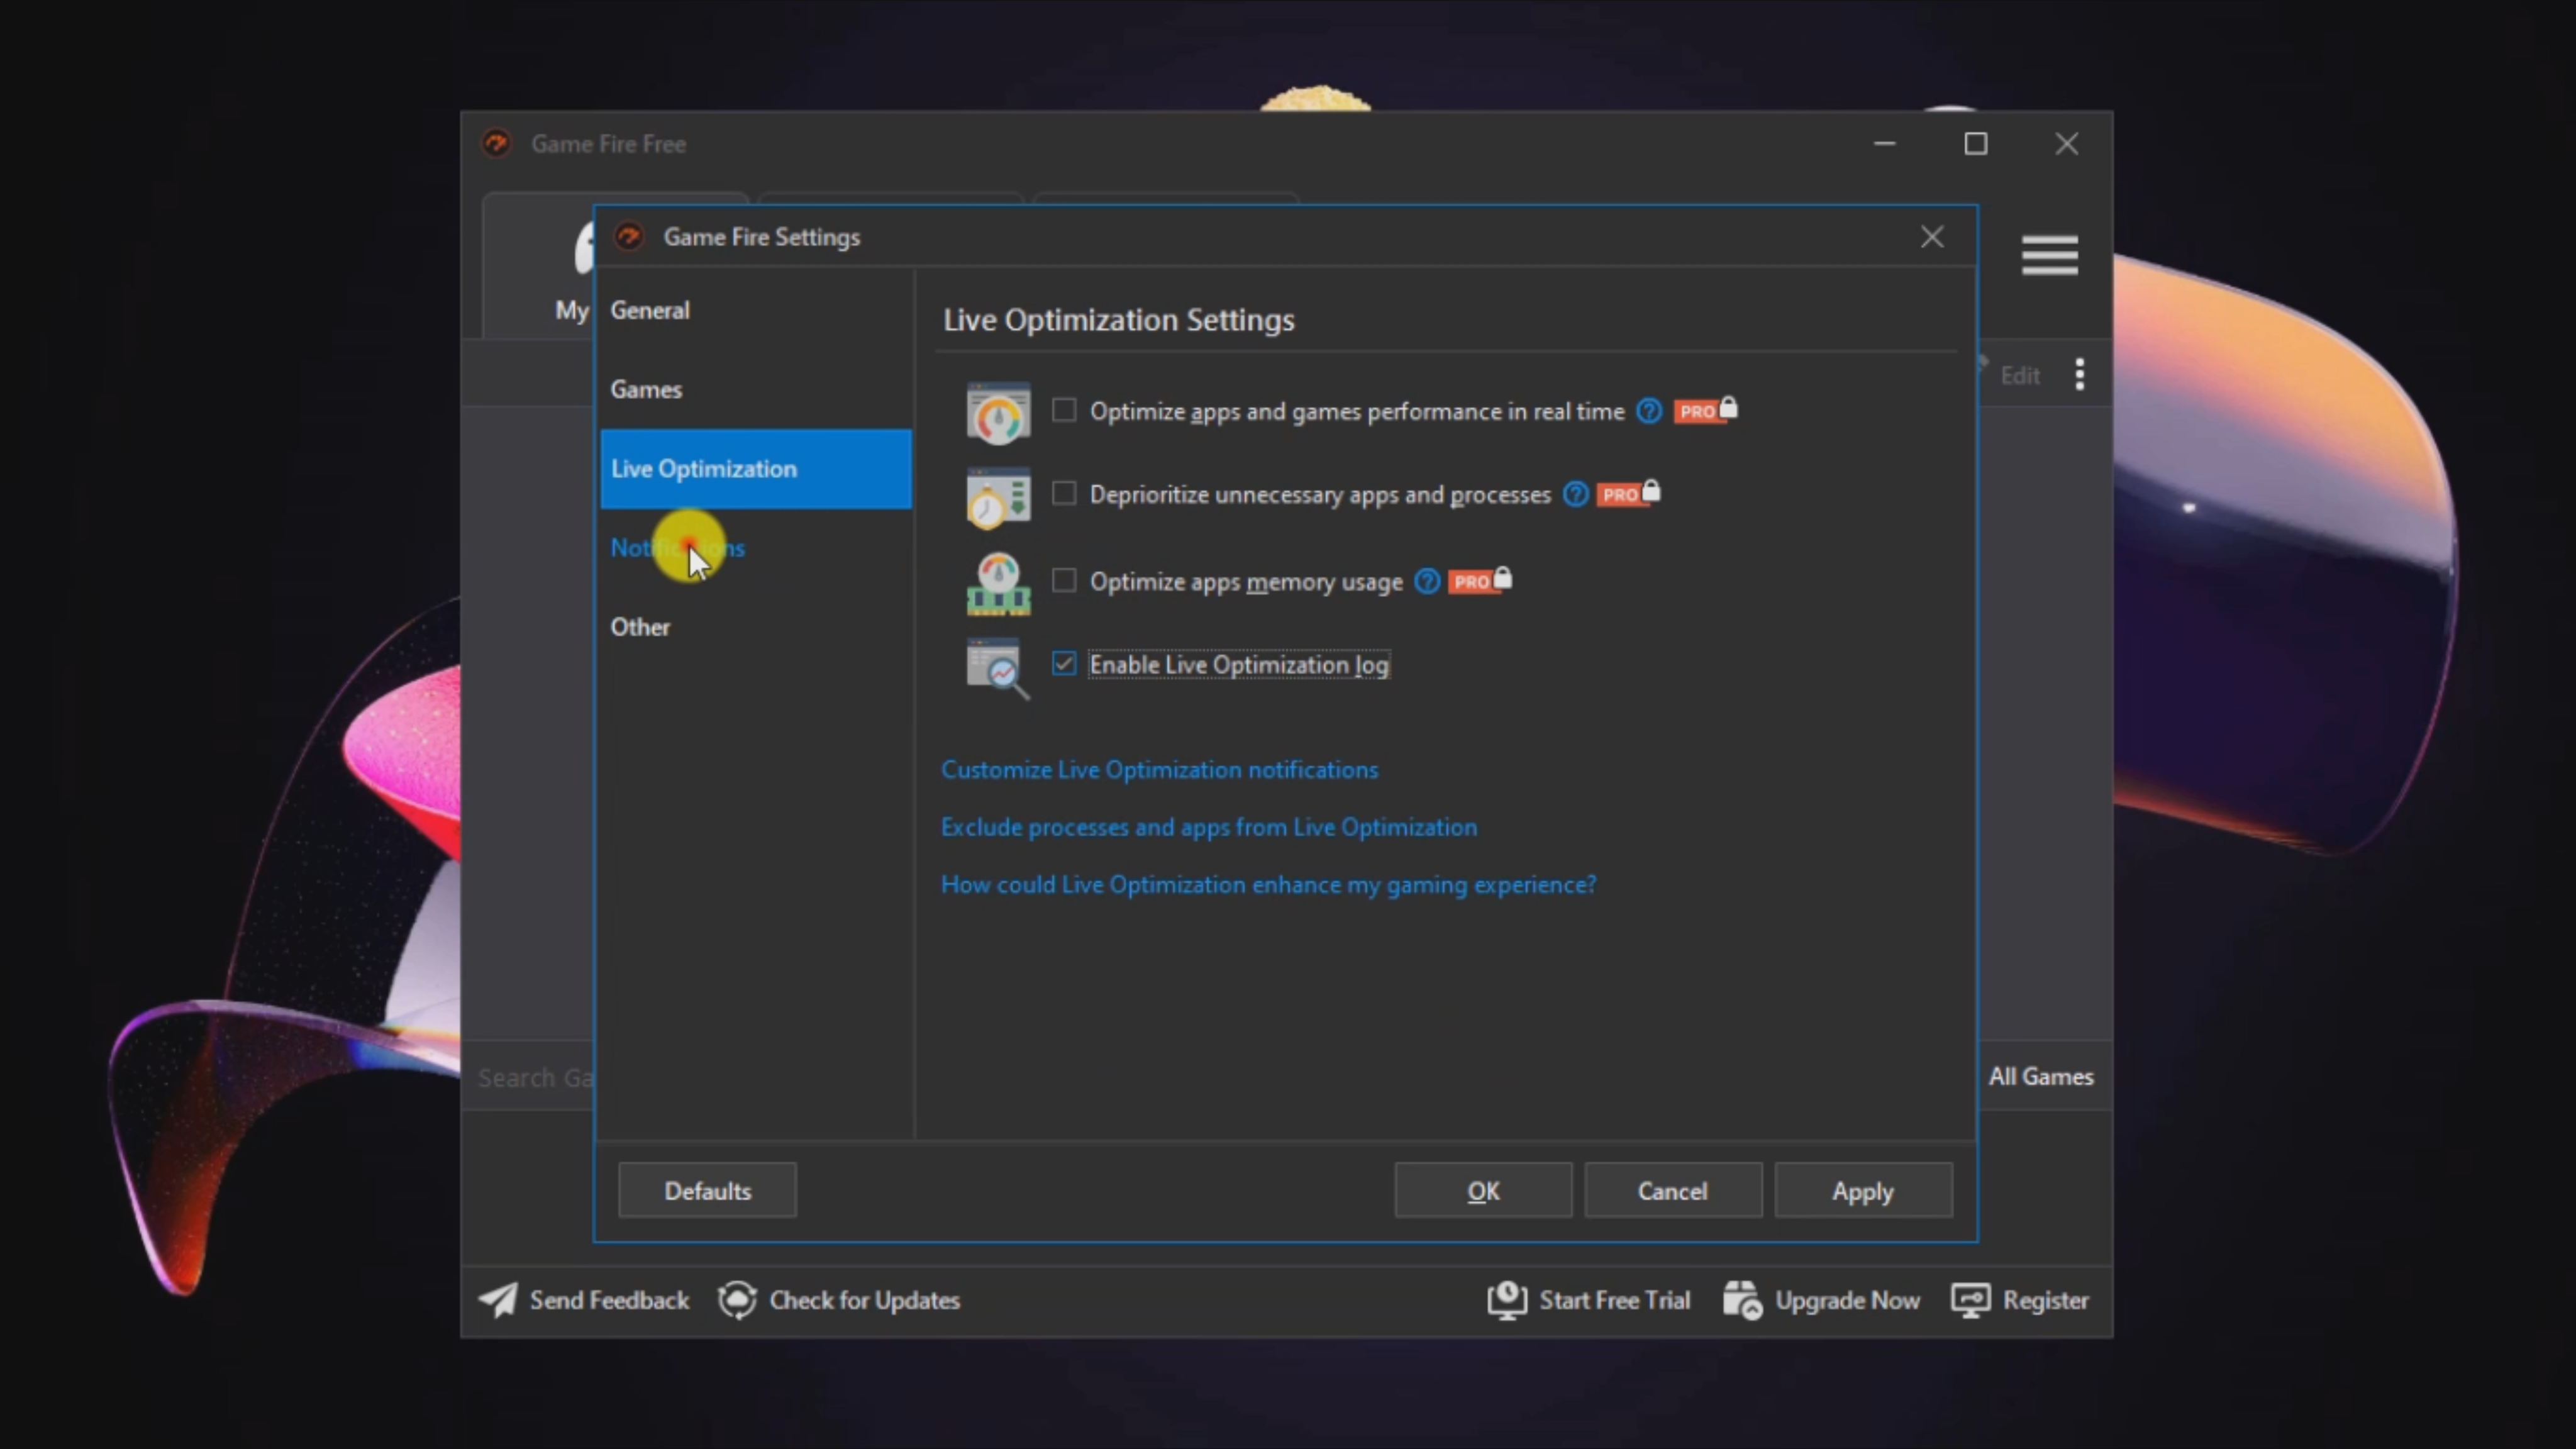 Game Fire Free
My
Game Fire Settings
General
Games
Live Optimization
Notifications
Other
Live Optimization Settings
Optimize apps and games performance in real time ? PRO
Deprioritize unnecessary apps and processes ? PRO
Optimize apps memory usage ? PRO
Enable Live Optimization log
Customize Live Optimization notifications
Exclude processes and apps from Live Optimization
How could Live Optimization enhance my gaming experience?
Edit
Search Ga
All Games
Defaults
OK
Cancel
Apply
Send Feedback
Check for Updates
Start Free Trial
Upgrade Now
Register